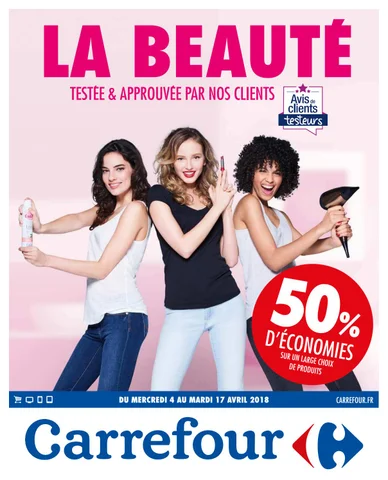 LA BEAUTÉ
TESTÉE & APPROUVÉE PAR NOS CLIENTS
Avis de
clients
testeurs
50%
D'ÉCONOMIES
SUR UN LARGE CHOIX
DE PRODUITS
DU MERCREDI 4 AU MARDI 17 AVRIL 2018
CARREFOUR.FR
Carrefour